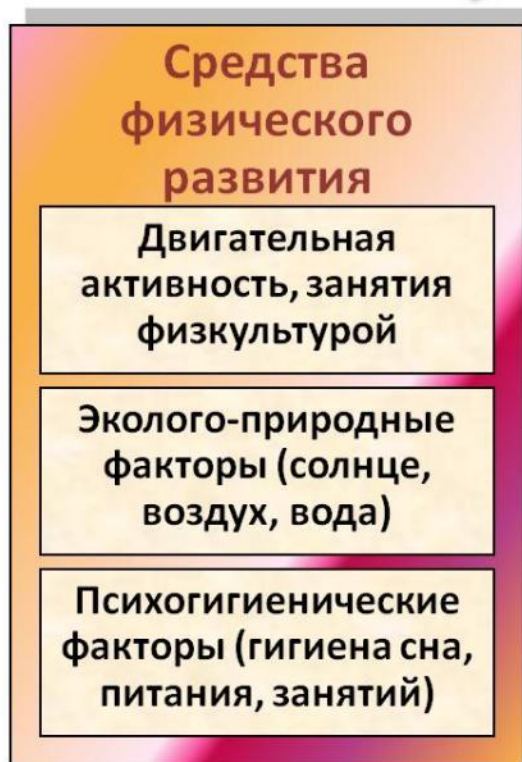 Средства
физического
развития
Двигательная
активность, занятия
физкультурой
Эколого-природные
факторы (солнце,
воздух, вода)
Психогигиенические
факторы (гигиена сна,
питания, занятий)